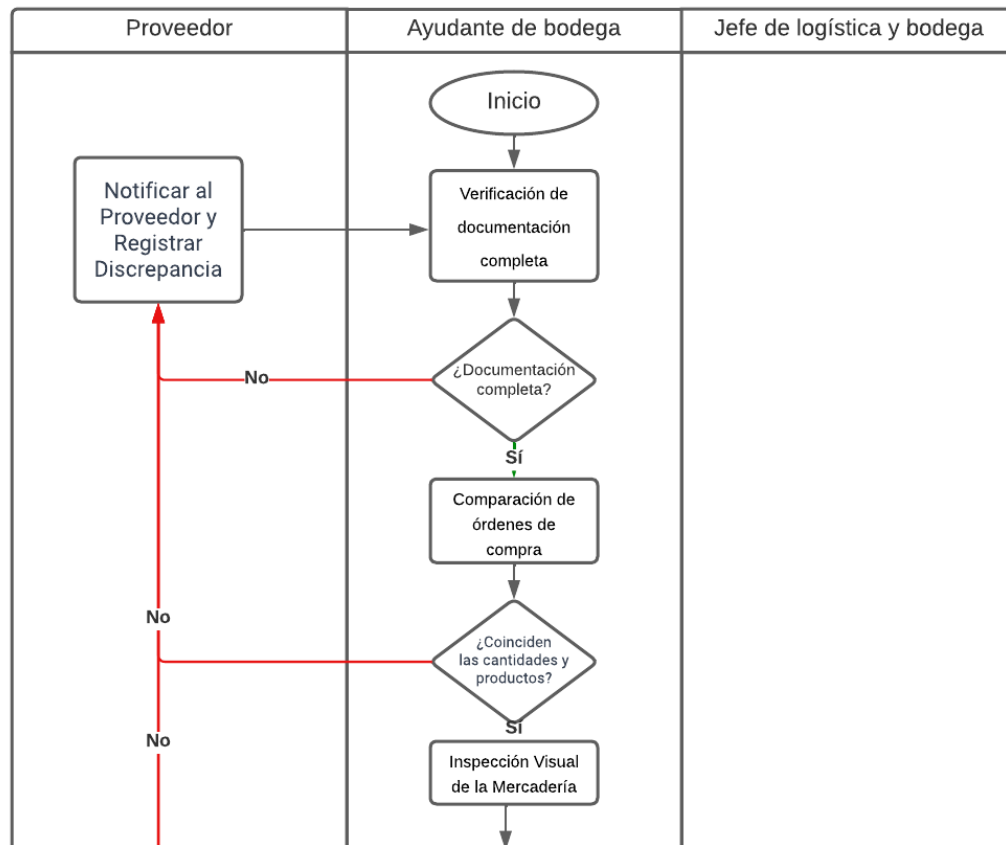 Proveedor
Ayudante de bodega
Jefe de logística y bodega
Inicio
Notificar al
Proveedor y
Registrar
Discrepancia
Verificación de
documentación
completa
¿Documentación
completa?
No
Sí
Comparación de
órdenes de
compra
No
¿Coinciden
las cantidades y
productos?
Sí
No
Inspección Visual
de la Mercadería